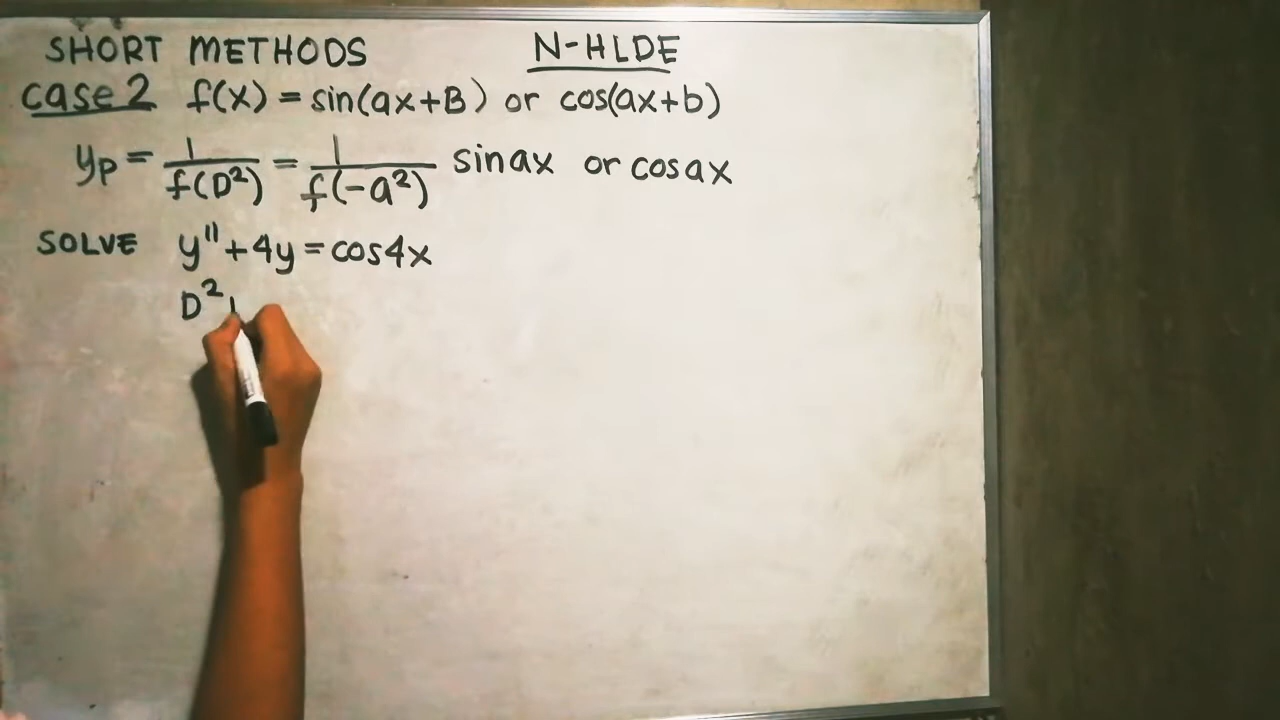 SHORT METHODS N-HLDE
case 2 f(x) = sin(ax+B) or cos(ax+b)
yp = 1/f(D²) = 1/f(-a²) sinax or cosax
SOLVE y"+4y = cos4x
D²